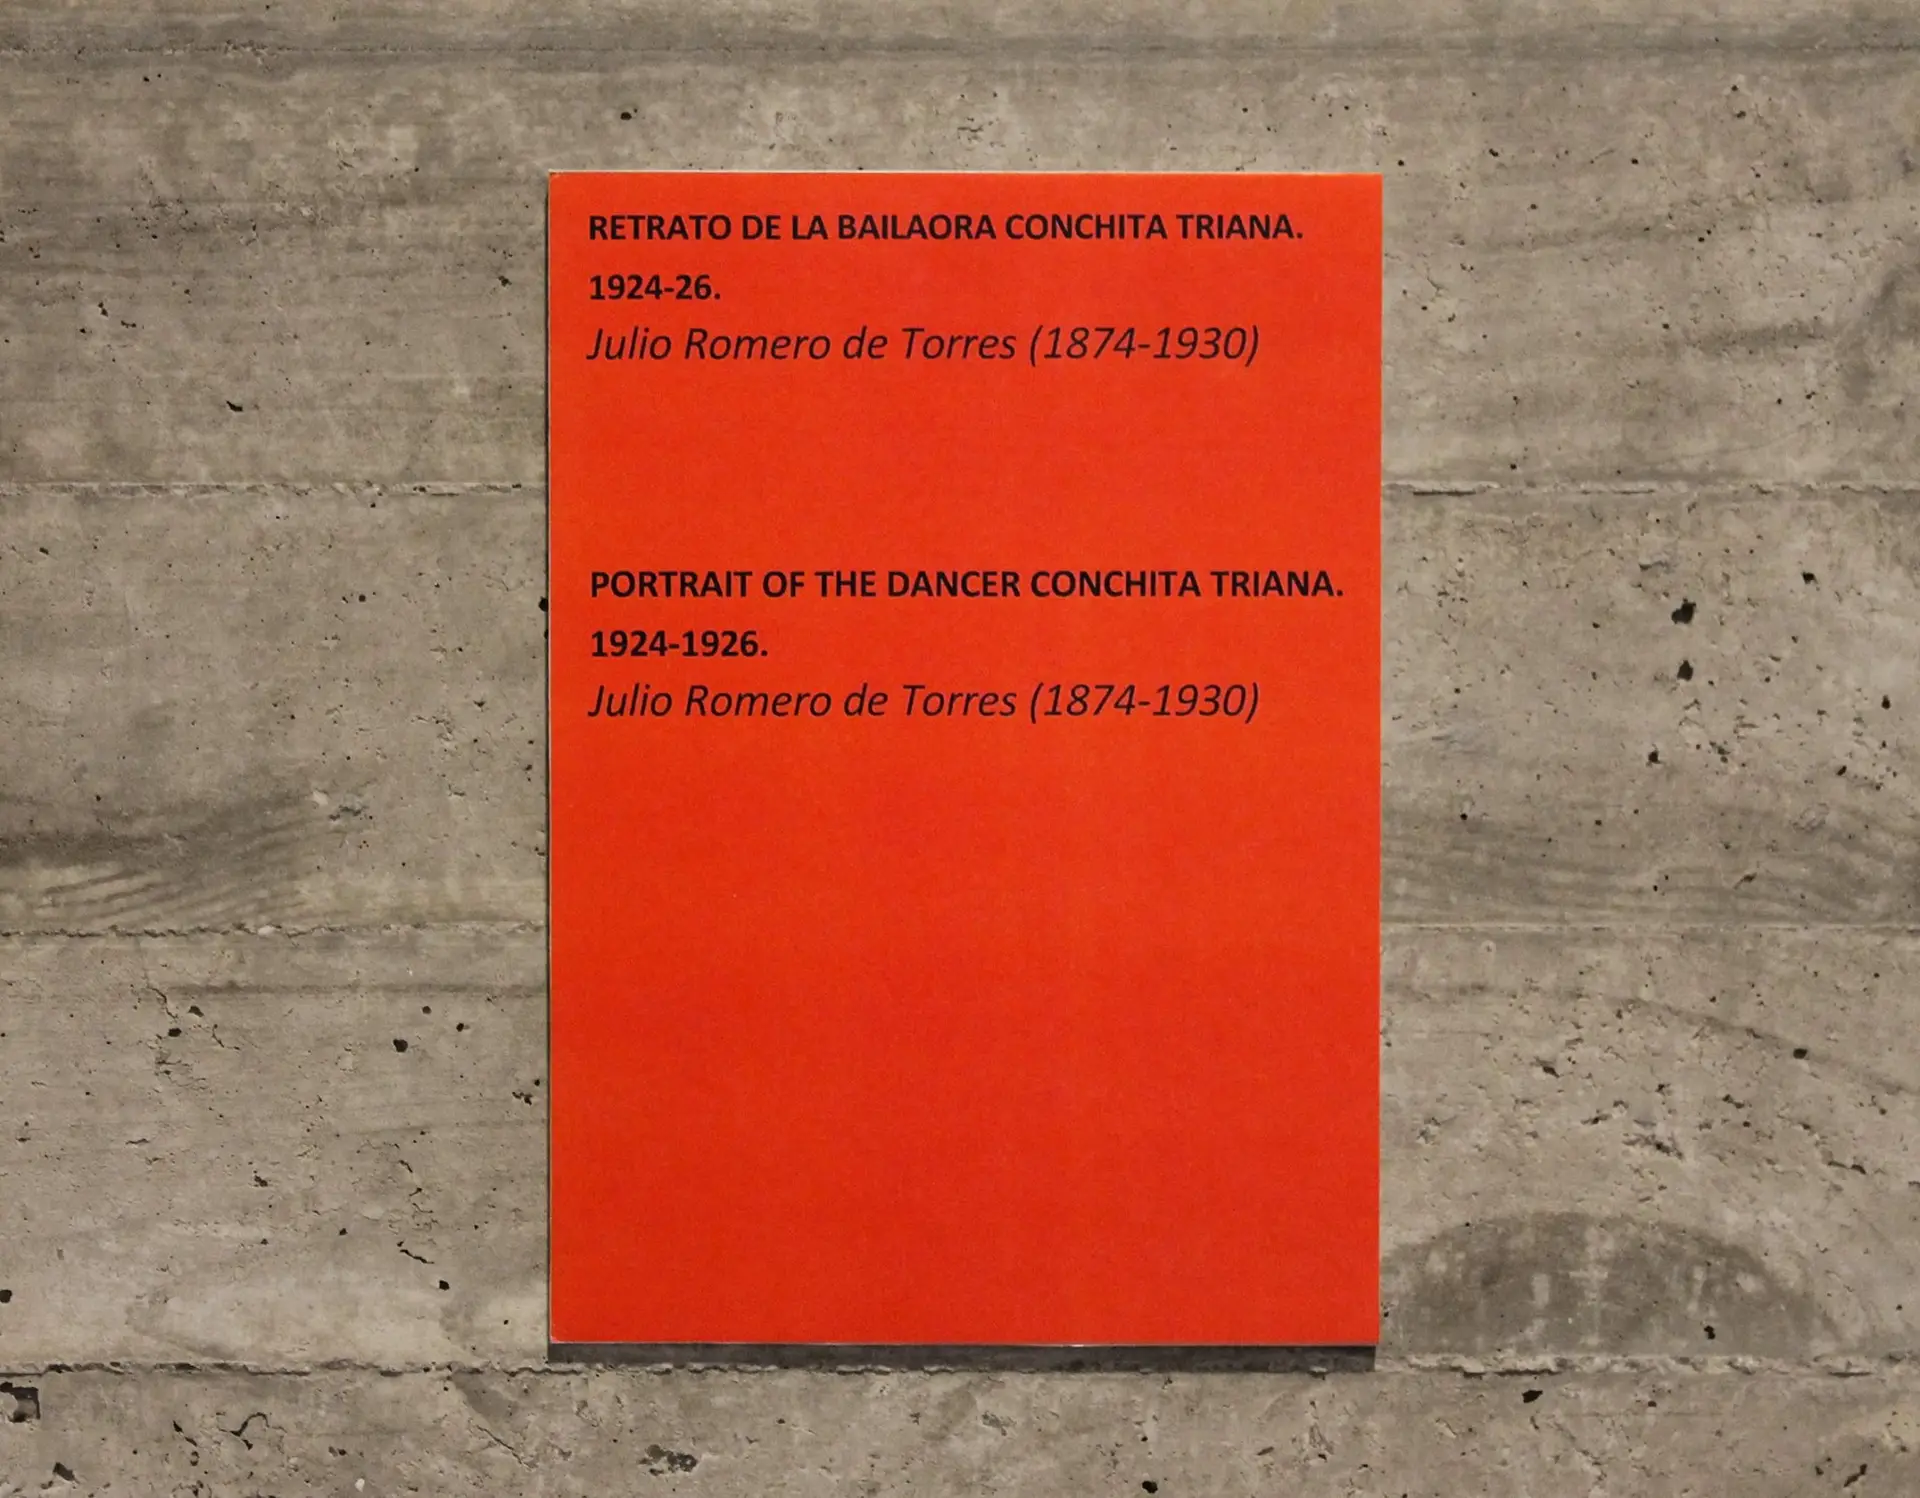 RETRATO DE LA BAILAORA CONCHITA TRIANA.
1924-26.
Julio Romero de Torres (1874-1930)
PORTRAIT OF THE DANCER CONCHITA TRIANA.
1924-1926.
Julio Romero de Torres (1874-1930)